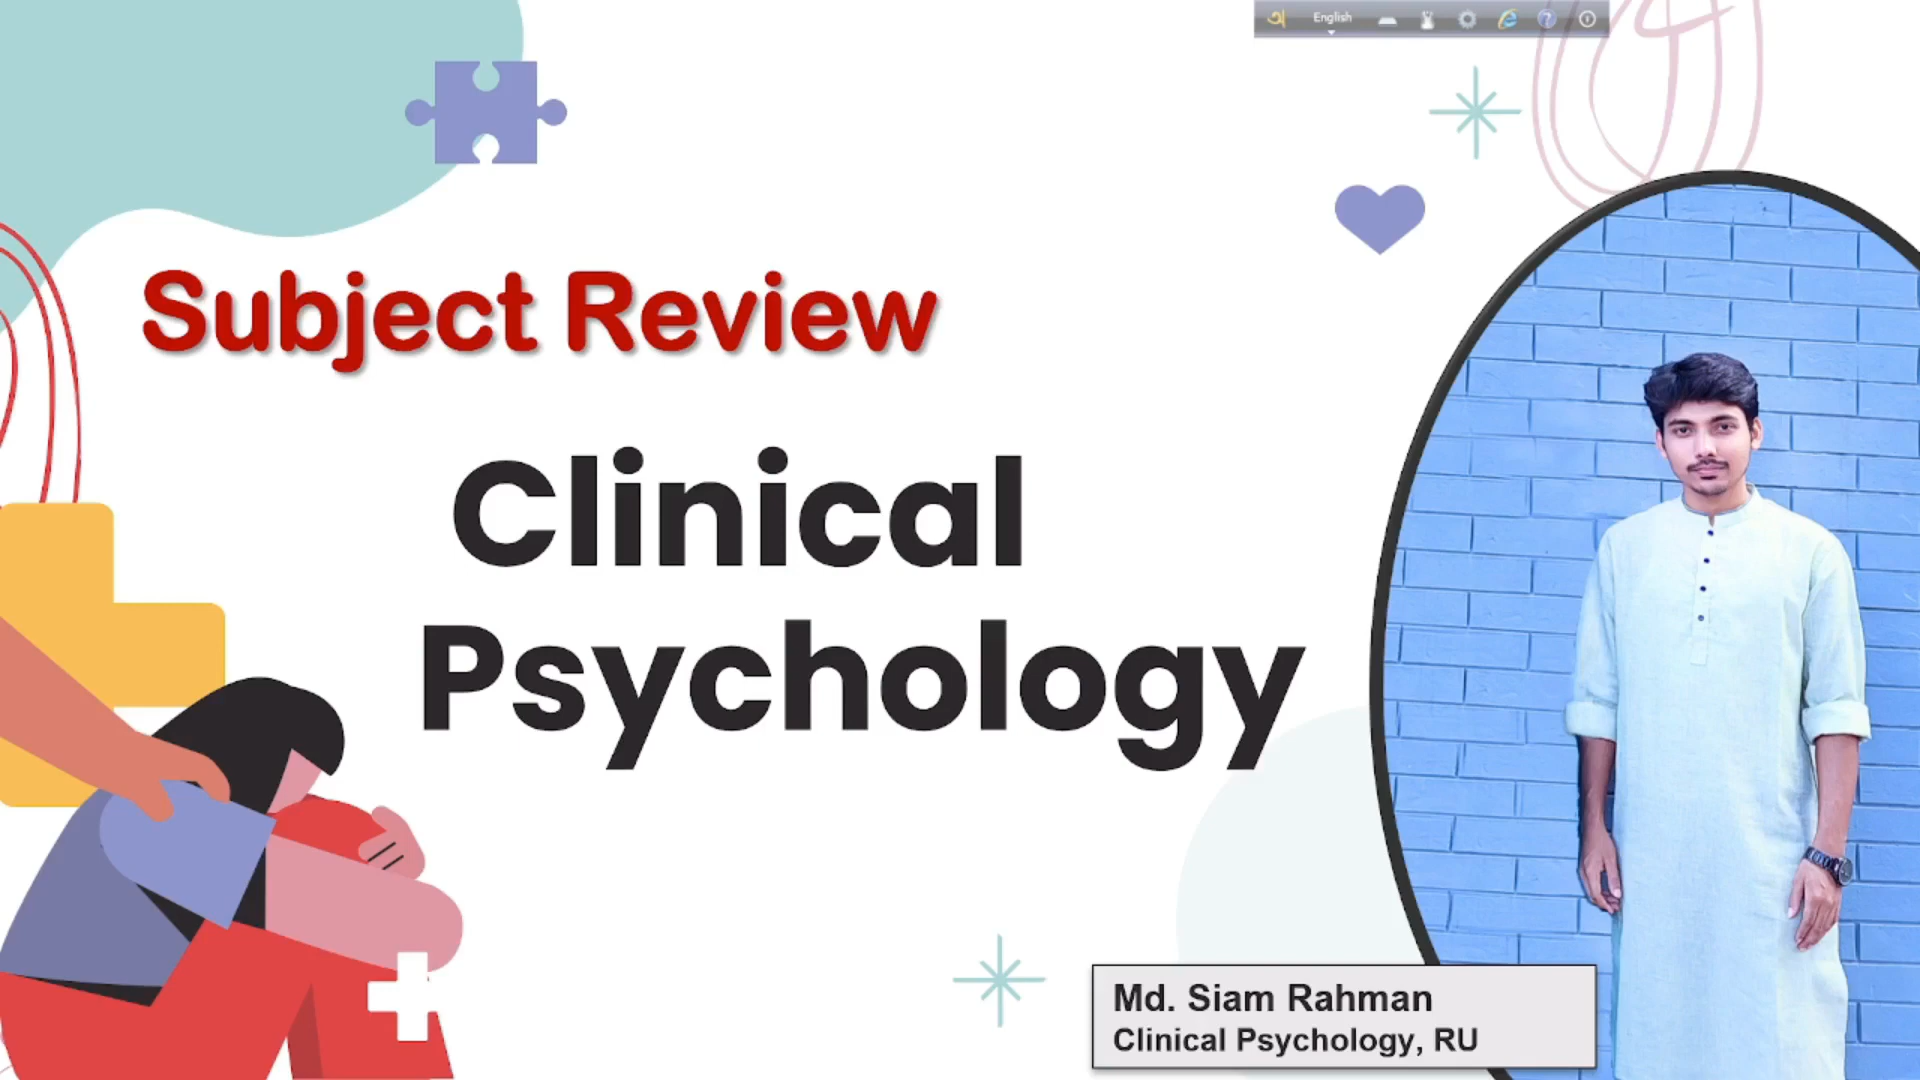 অ English ?
Subject Review
Clinical
Psychology
Md. Siam Rahman
Clinical Psychology, RU